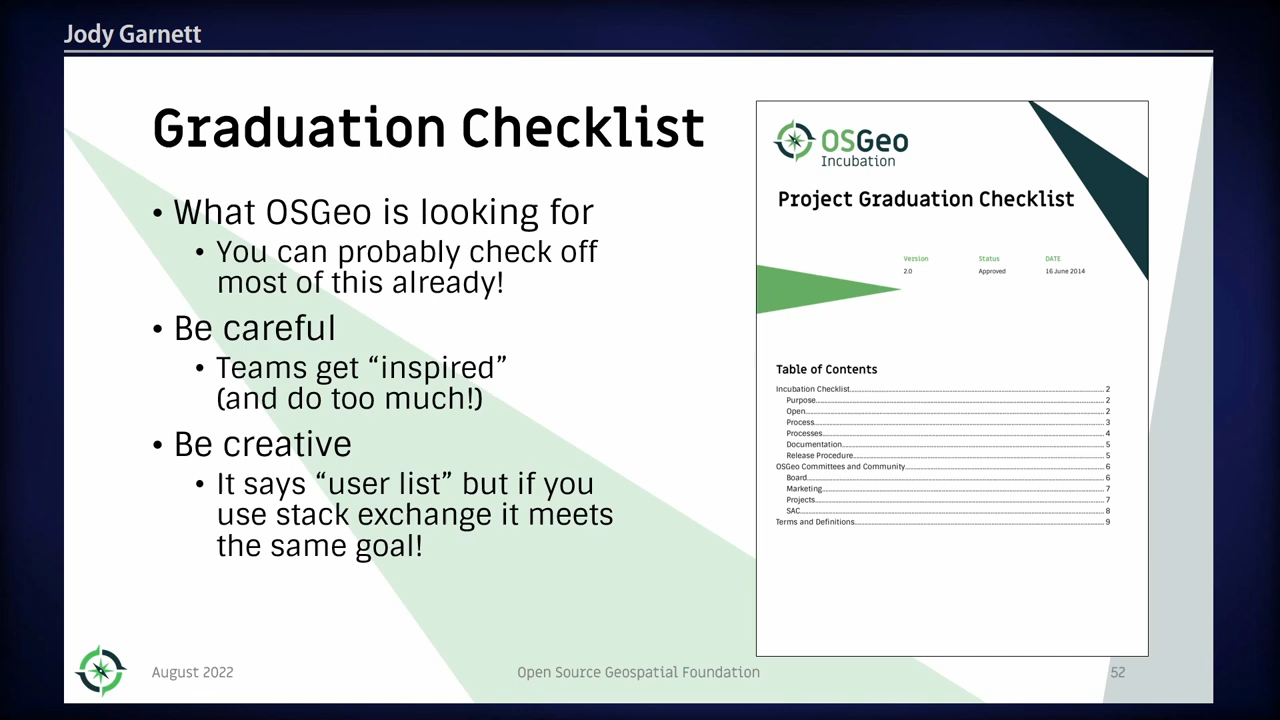 Jody Garnett
Graduation Checklist
• What OSGeo is looking for
• You can probably check off
most of this already!
• Be careful
• Teams get “inspired”
(and do too much!)
• Be creative
• It says “user list” but if you
use stack exchange it meets
the same goal!
OSGeo
Incubation
Project Graduation Checklist
Version Status DATE
2.0 Approved 16 June 2014
Table of Contents
Incubation Checklist 2
Purpose 2
Open 2
Process 3
Processes 4
Documentation 5
Release Procedure 5
OSGeo Committees and Community 6
Board 6
Marketing 7
Projects 7
SAC 8
Terms and Definitions 9
August 2022 Open Source Geospatial Foundation 52